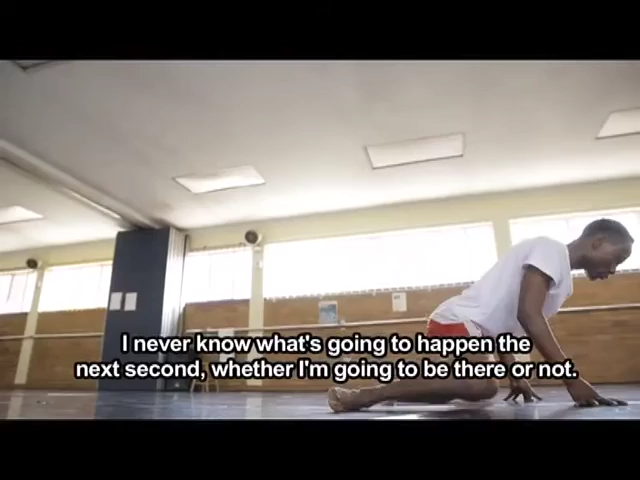 I never know what's going to happen the
next second, whether I'm going to be there or not.